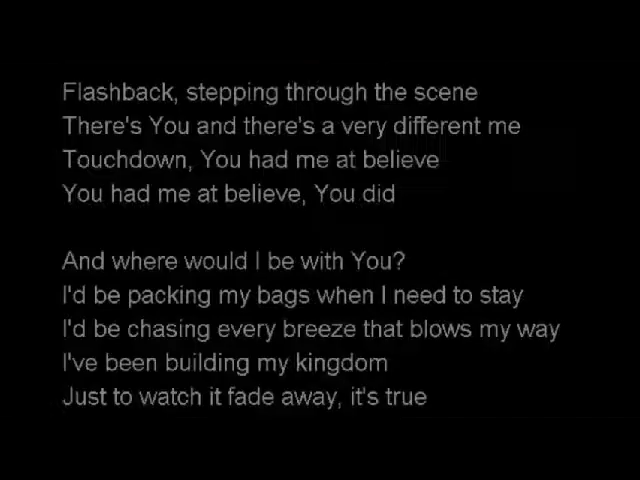 Flashback, stepping through the scene
There's You and there's a very different me
Touchdown, You had me at believe
You had me at believe, You did
And where would I be with You?
I'd be packing my bags when I need to stay
I'd be chasing every breeze that blows my way
I've been building my kingdom
Just to watch it fade away, it's true